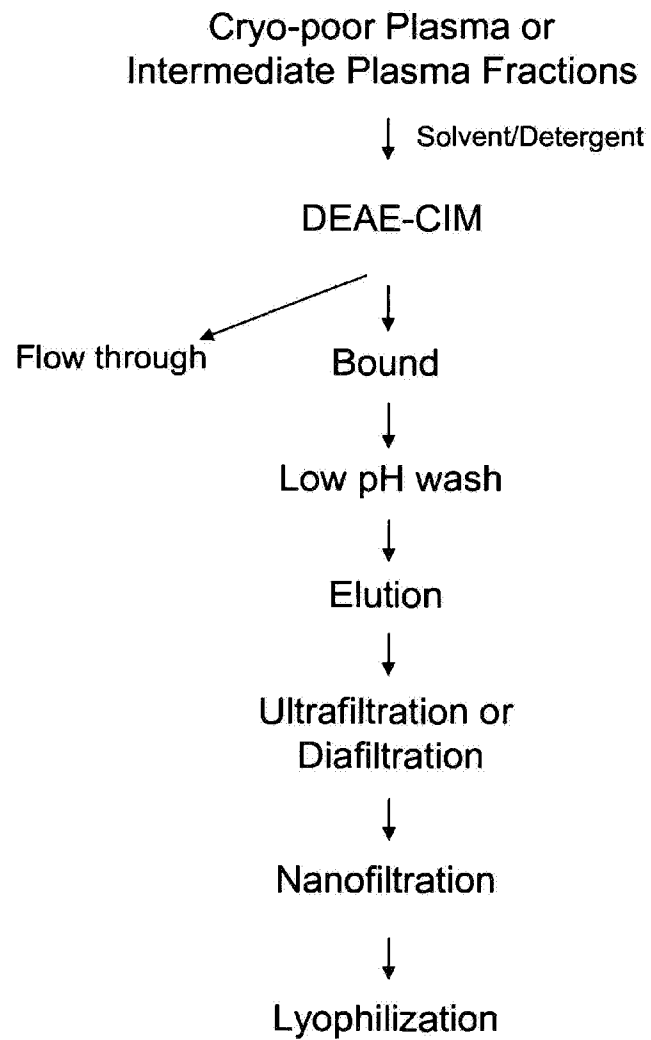 Cryo-poor Plasma or
Intermediate Plasma Fractions
Solvent/Detergent
DEAE-CIM
Flow through
Bound
Low pH wash
Elution
Ultrafiltration or
Diafiltration
Nanofiltration
Lyophilization